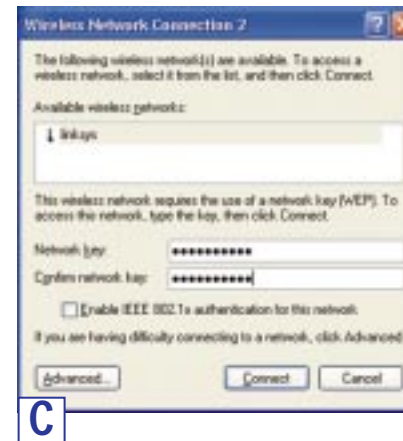 Wireless Network Connection 2
The following wireless network(s) are available. To access a
wireless network, select it from the list, and then click Connect.
Available wireless networks:
linksys
This wireless network requires the use of a network key (WEP). To
access this network, type the key, then click Connect.
Network key: ••••••••••
Confirm network key: ••••••••••
Enable IEEE 802.1x authentication for this network
If you are having difficulty connecting to a network, click Advanced.
Advanced... Connect Cancel
C